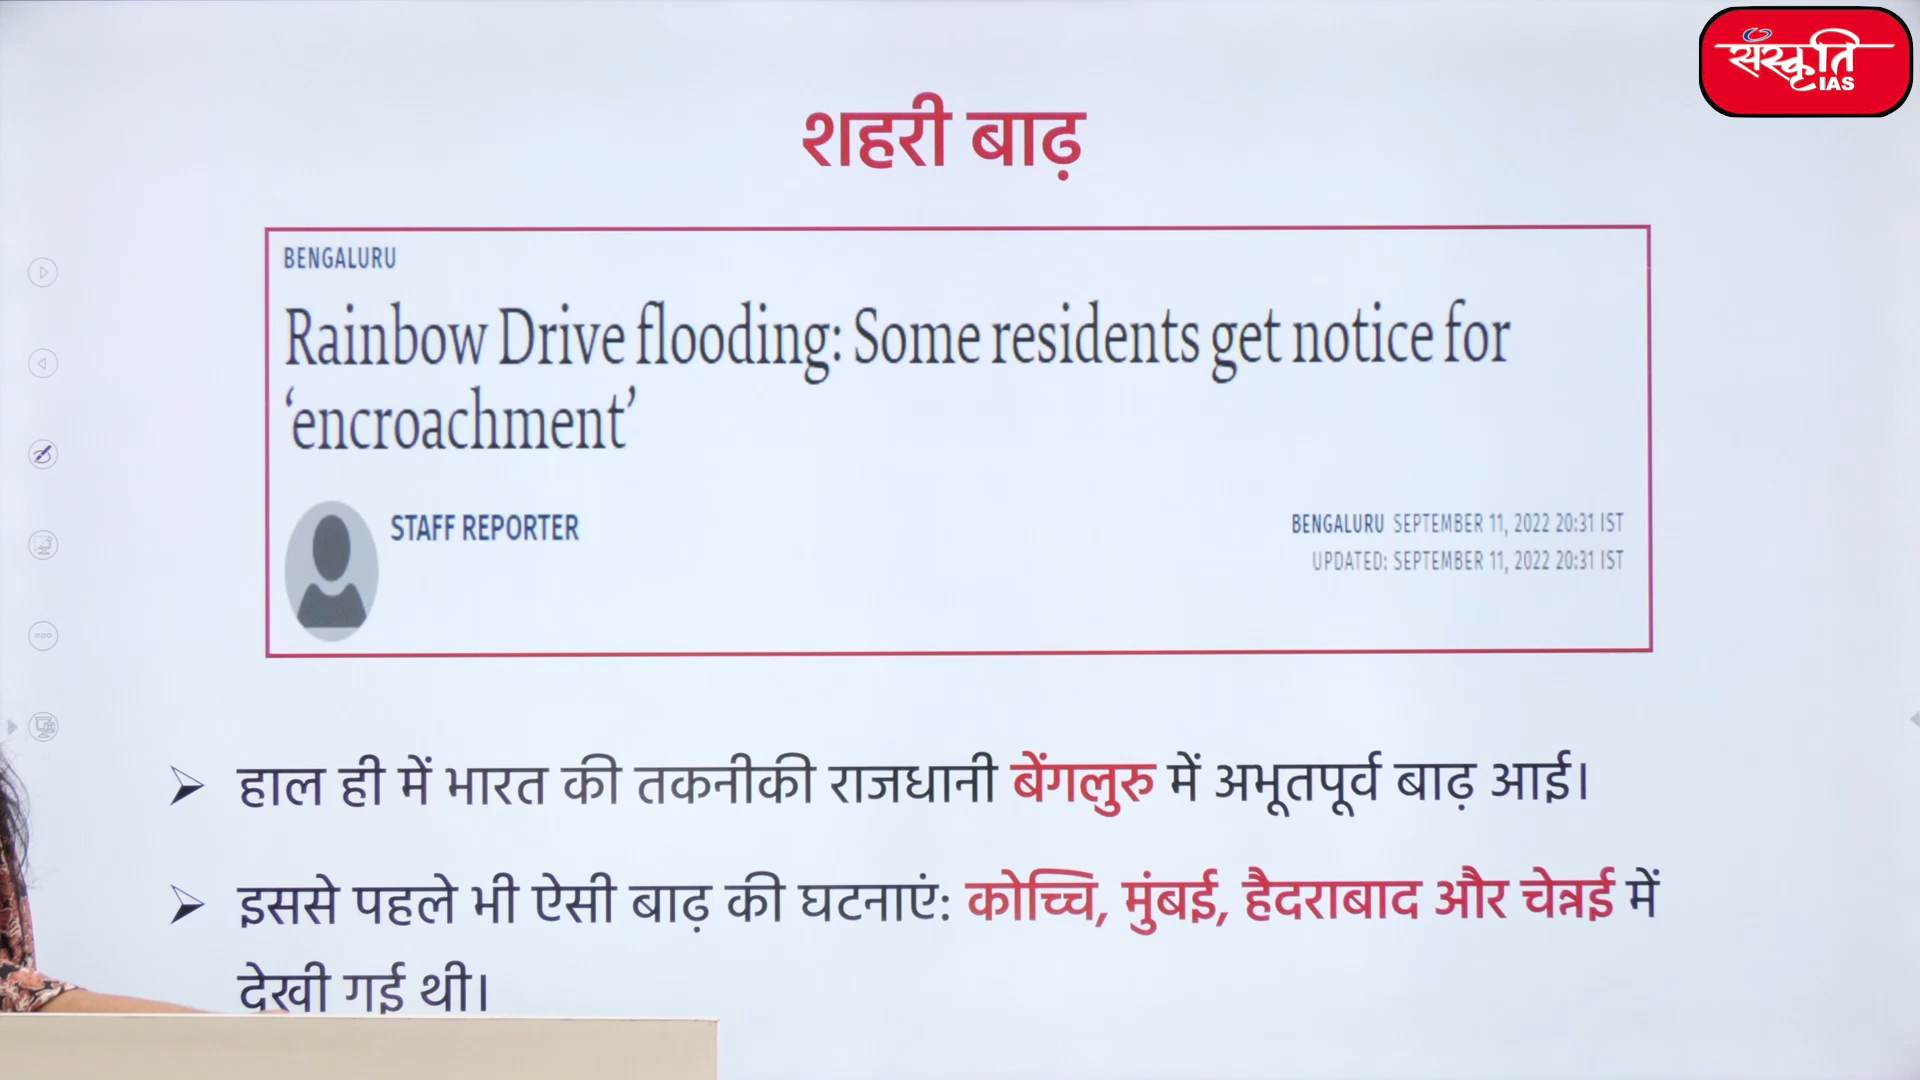 संस्कृति
IAS
शहरी बाढ़
BENGALURU
Rainbow Drive flooding: Some residents get notice for
‘encroachment’
STAFF REPORTER
BENGALURU SEPTEMBER 11, 2022 20:31 IST
UPDATED: SEPTEMBER 11, 2022 20:31 IST
➢ हाल ही में भारत की तकनीकी राजधानी बेंगलुरु में अभूतपूर्व बाढ़ आई।
➢ इससे पहले भी ऐसी बाढ़ की घटनाएं: कोच्चि, मुंबई, हैदराबाद और चेन्नई में
देखी गई थी।